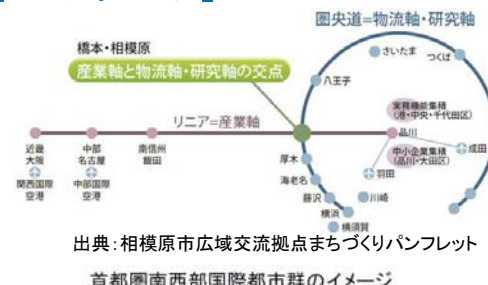 圏央道=物流軸・研究軸
橋本・相模原
産業軸と物流軸・研究軸の交点
さいたま
つくば
八王子
実務機能集積
(港・中央・千代田区)
リニア=産業軸
品川
近畿
大阪
中部
名古屋
南信州
飯田
関西国際
空港
中部国際
空港
中小企業集積
(品川・大田区)
成田
羽田
厚木
海老名
藤沢
川崎
横浜
横須賀
出典:相模原市広域交流拠点まちづくりパンフレット
首都圏南西部国際都市群のイメージ